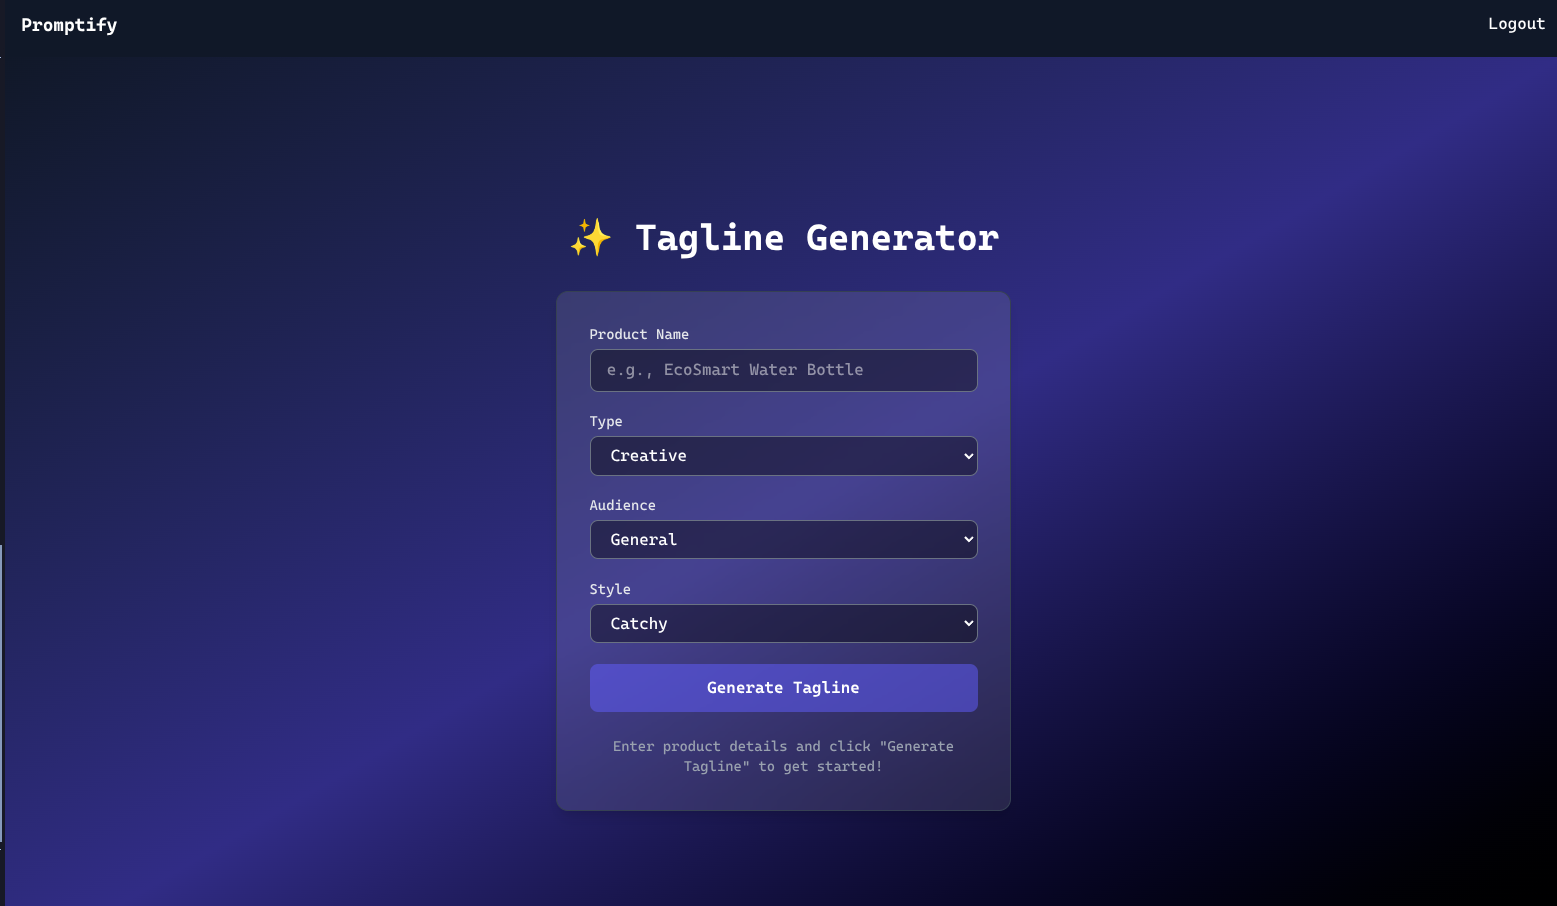 Promptify
Logout
✨ Tagline Generator
Product Name
e.g., EcoSmart Water Bottle
Type
Creative
Audience
General
Style
Catchy
Generate Tagline
Enter product details and click "Generate
Tagline" to get started!